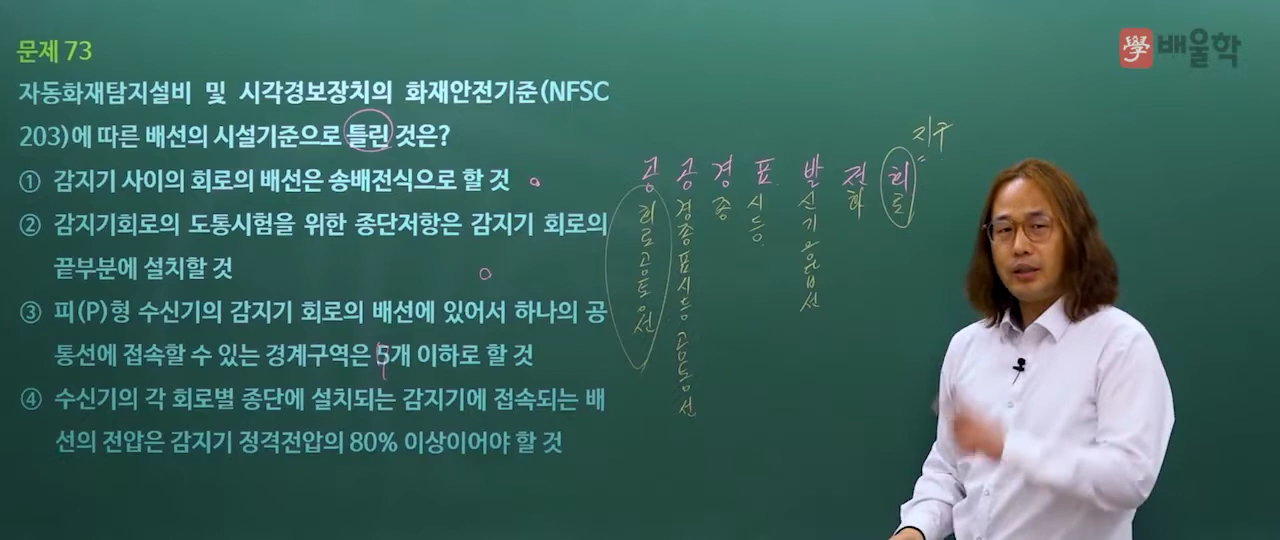 學 배울학
문제 73
자동화재탐지설비 및 시각경보장치의 화재안전기준(NFSC
203)에 따른 배선의 시설기준으로 틀린 것은?
① 감지기 사이의 회로의 배선은 송배전식으로 할 것
② 감지기회로의 도통시험을 위한 종단저항은 감지기 회로의
끝부분에 설치할 것
③ 피(P)형 수신기의 감지기 회로의 배선에 있어서 하나의 공
통선에 접속할 수 있는 경계구역은 5개 이하로 할 것
④ 수신기의 각 회로별 종단에 설치되는 감지기에 접속되는 배
선의 전압은 감지기 정격전압의 80% 이상이어야 할 것
지구
공 공 경 표 발 전 회
회로공통선
경종표시등공통선
종
시등
신기응답선
화
로